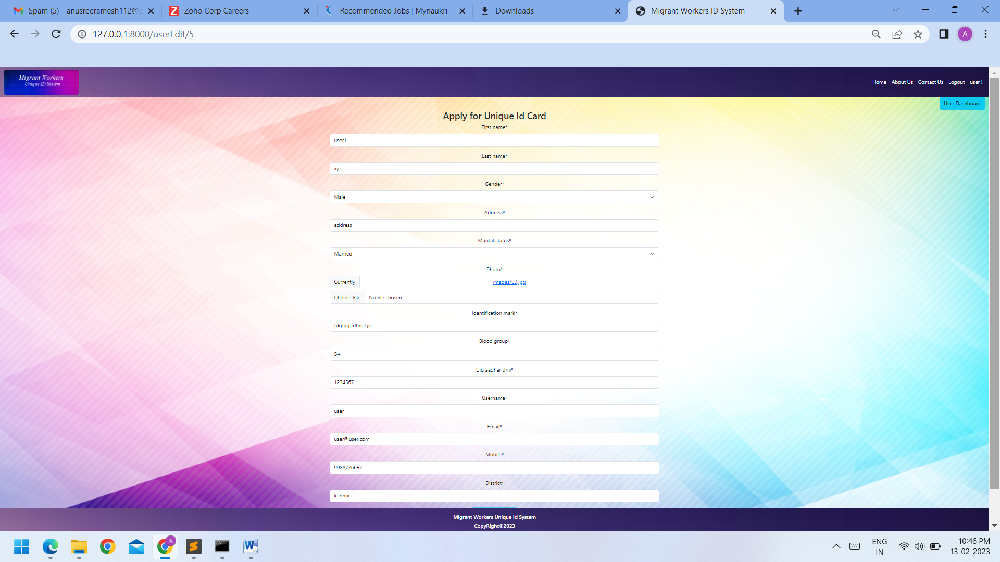 Spam (5) - anusreeramesh112@g
Zoho Corp Careers
Recommended Jobs | Mynaukri
Downloads
Migrant Workers ID System
127.0.0.1:8000/userEdit/5
A
Migrant Workers
Unique ID System
Home About Us Contact Us Logout user !
User Dashboard
Apply for Unique Id Card
First name*
user1
Last name*
xyz
Gender*
Male
Address*
address
Marital status*
Married
Photo*
Currently images/80.jpg
Choose File No file chosen
Identification mark*
fdgfdg fdfnij kjik
Blood group*
B+
Uid aadhar driv*
1234567
Username*
user
Email*
user@user.com
Mobile*
9988776657
District*
kannur
Migrant Workers Unique Id System
CopyRight©2023
A
ENG
IN
10:46 PM
13-02-2023